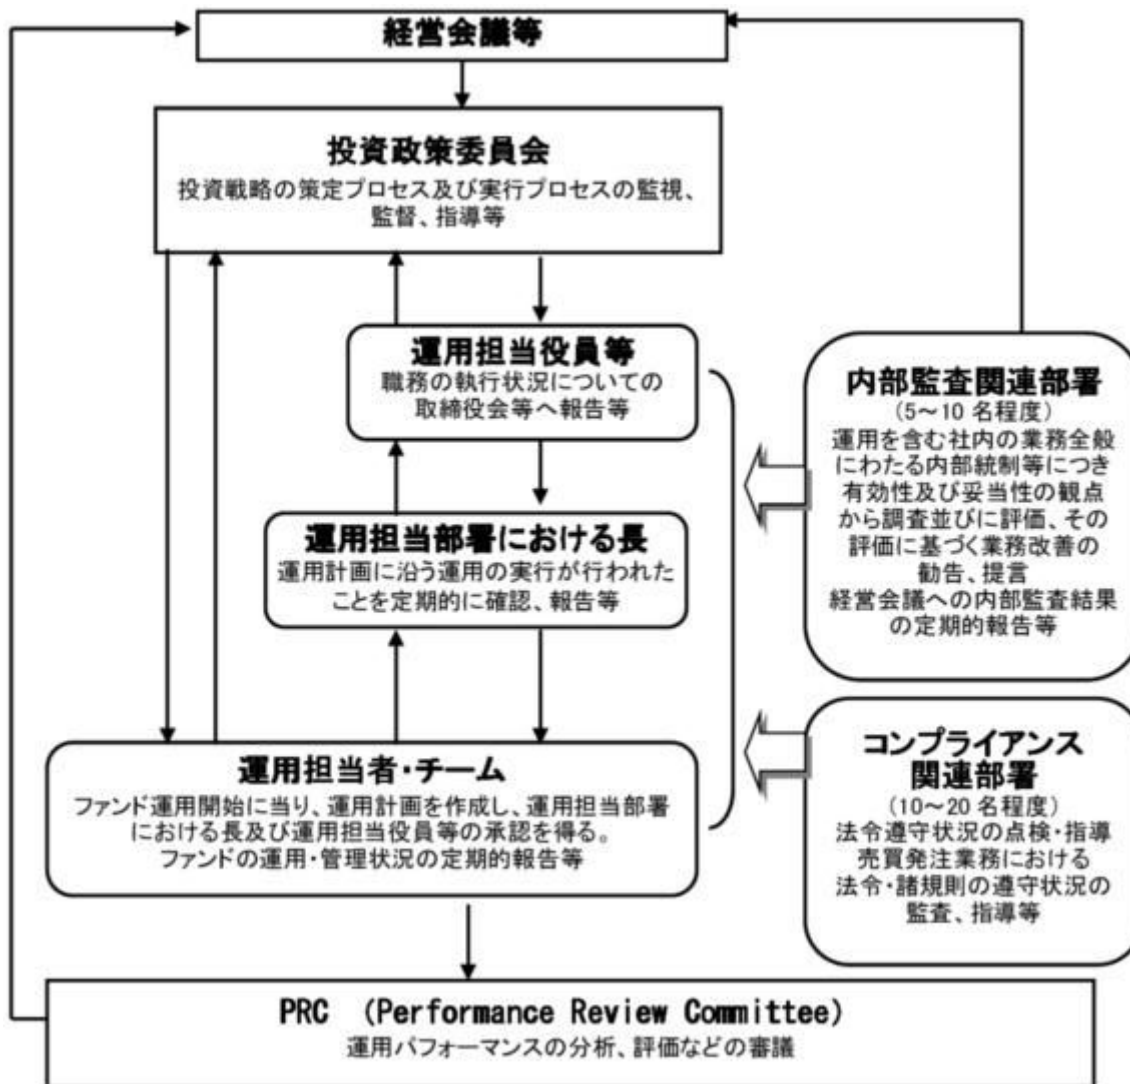 経営会議等
投資政策委員会
投資戦略の策定プロセス及び実行プロセスの監視、
監督、指導等
運用担当役員等
職務の執行状況についての
取締役会等へ報告等
運用担当部署における長
運用計画に沿う運用の実行が行われた
ことを定期的に確認、報告等
運用担当者・チーム
ファンド運用開始に当り、運用計画を作成し、運用担当部署
における長及び運用担当役員等の承認を得る。
ファンドの運用・管理状況の定期的報告等
内部監査関連部署
(5～10 名程度)
運用を含む社内の業務全般
にわたる内部統制等につき
有効性及び妥当性の観点
から調査並びに評価、その
評価に基づく業務改善の
勧告、提言
経営会議への内部監査結果
の定期的報告等
コンプライアンス
関連部署
(10～20 名程度)
法令遵守状況の点検・指導
売買発注業務における
法令・諸規則の遵守状況の
監査、指導等
PRC (Performance Review Committee)
運用パフォーマンスの分析、評価などの審議